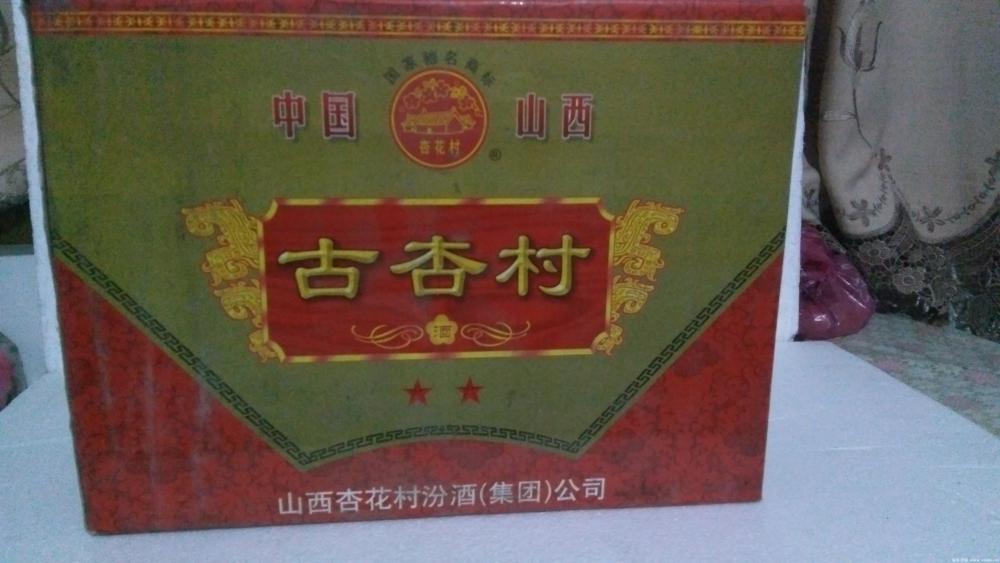 国家驰名商标
中国 山西
杏花村
®
古杏村
酒
山西杏花村汾酒(集团)公司